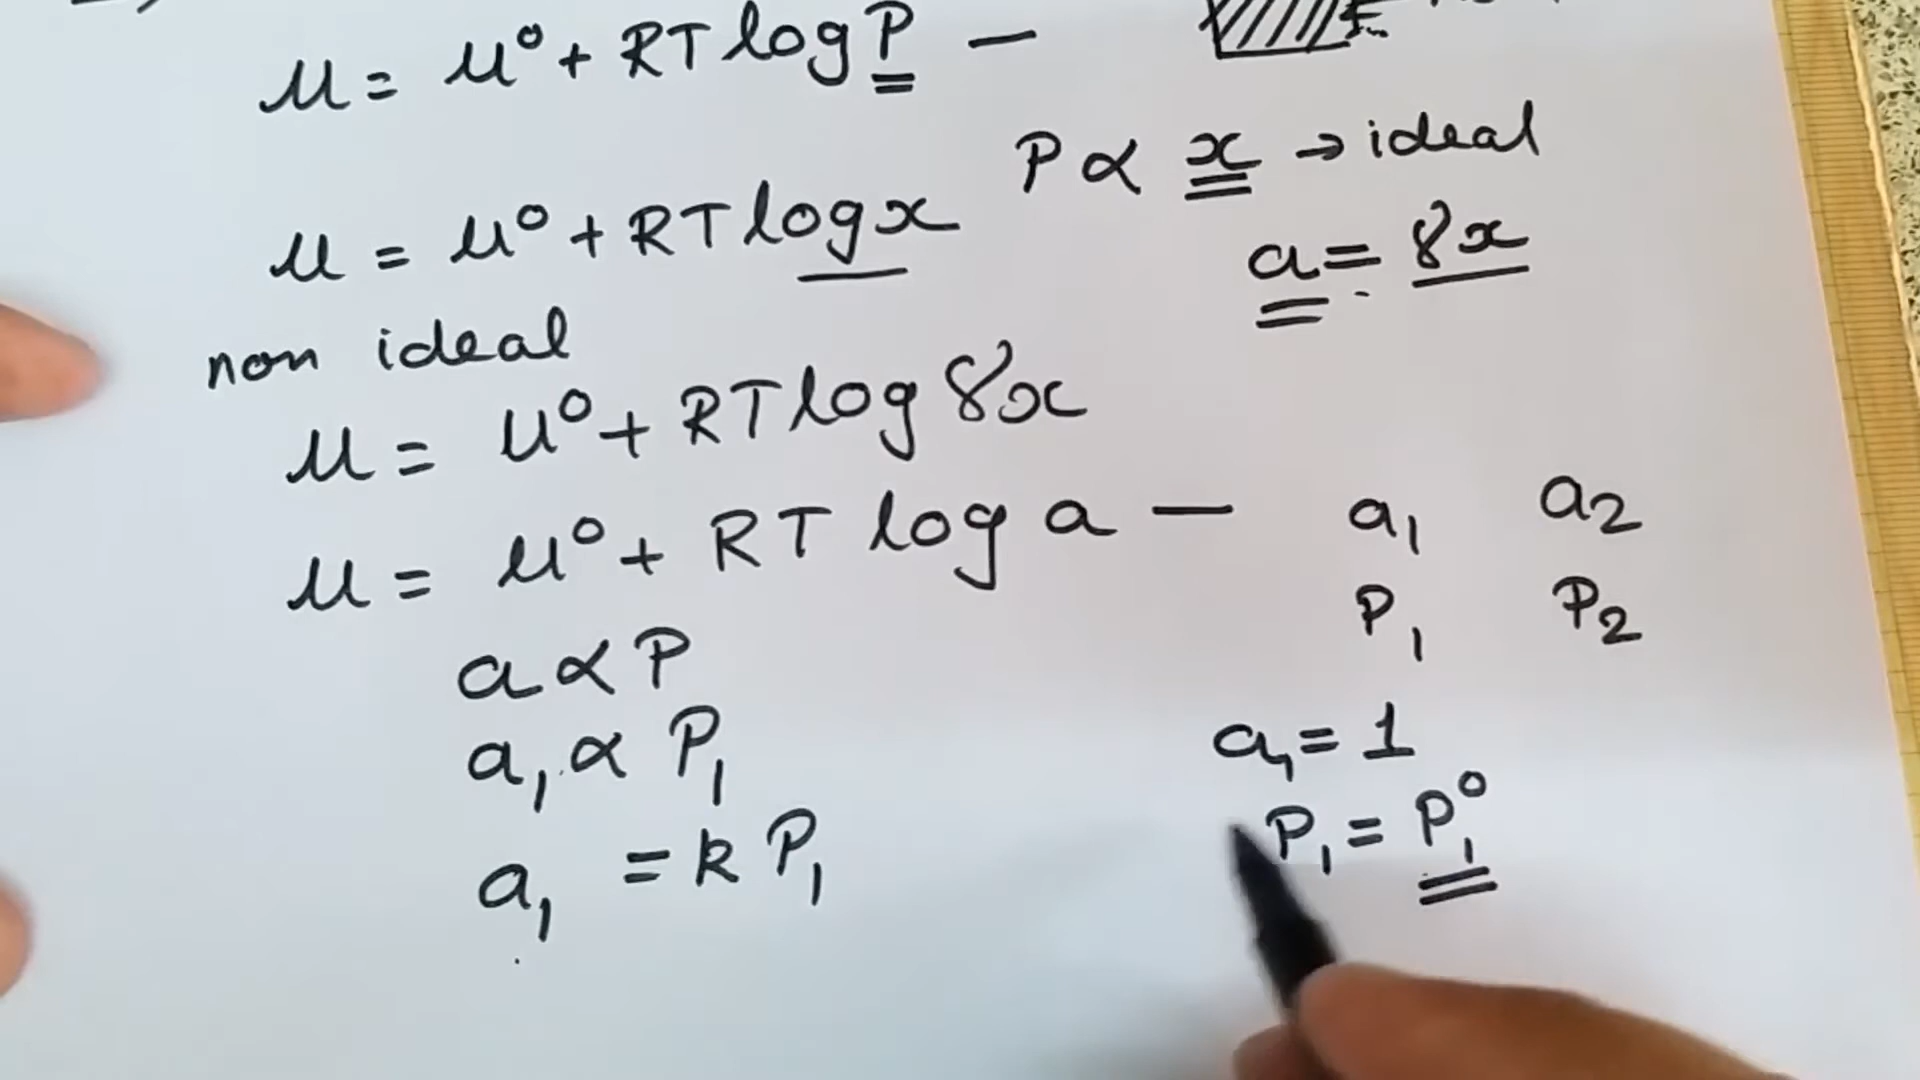 μ = μ° + RT log P —
P ∝ x → ideal
μ = μ° + RT log x
a = γx
non ideal
μ = μ° + RT log γx
μ = μ° + RT log a — a₁ a₂
P₁ P₂
a ∝ P
a₁ ∝ P₁
a₁ = 1
a₁ = k P₁
P₁ = P₁°